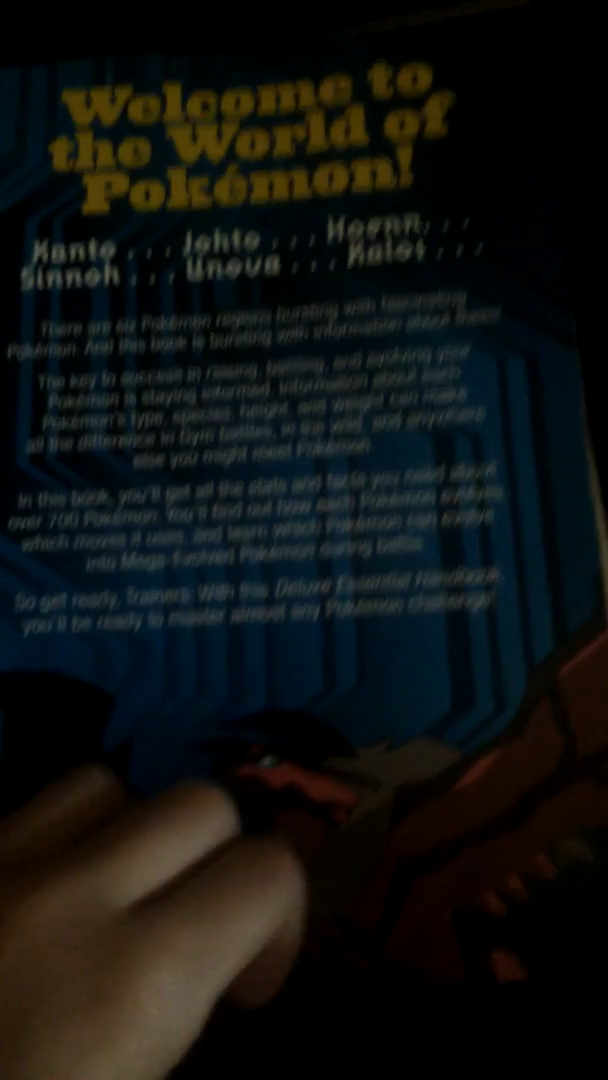 Welcome to
the World of
Pokémon!
Kanto . . . Johto . . . Hoenn. . .
Sinnoh . . . Unova . . . Kalos . . .
There are six Pokémon regions bursting with fascinating
Pokémon. And this book is bursting with information about them!
The key to success in raising, battling, and evolving your
Pokémon is staying informed. Information about each
Pokémon's type, species, height, and weight can make
all the difference in Gym battles, in the wild, and anywhere
else you might meet Pokémon.
In this book, you'll get all the stats and facts you need about
over 700 Pokémon. You'll find out how each Pokémon evolves,
which moves it uses, and learn which Pokémon can evolve
into Mega-Evolved Pokémon during battle.
So get ready, Trainers: With this Deluxe Essential Handbook,
you'll be ready to master almost any Pokémon challenge!